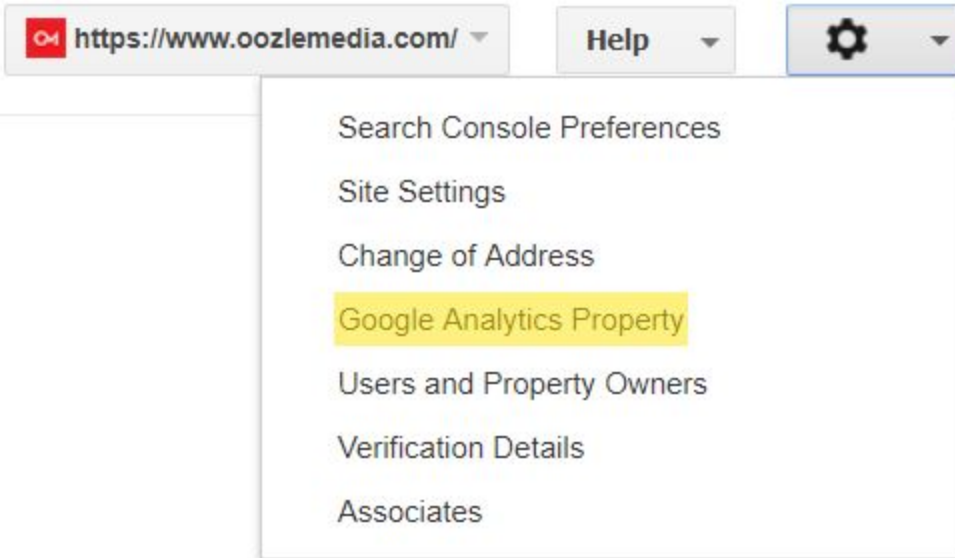 https://www.oozlemedia.com/
Help
Search Console Preferences
Site Settings
Change of Address
Google Analytics Property
Users and Property Owners
Verification Details
Associates